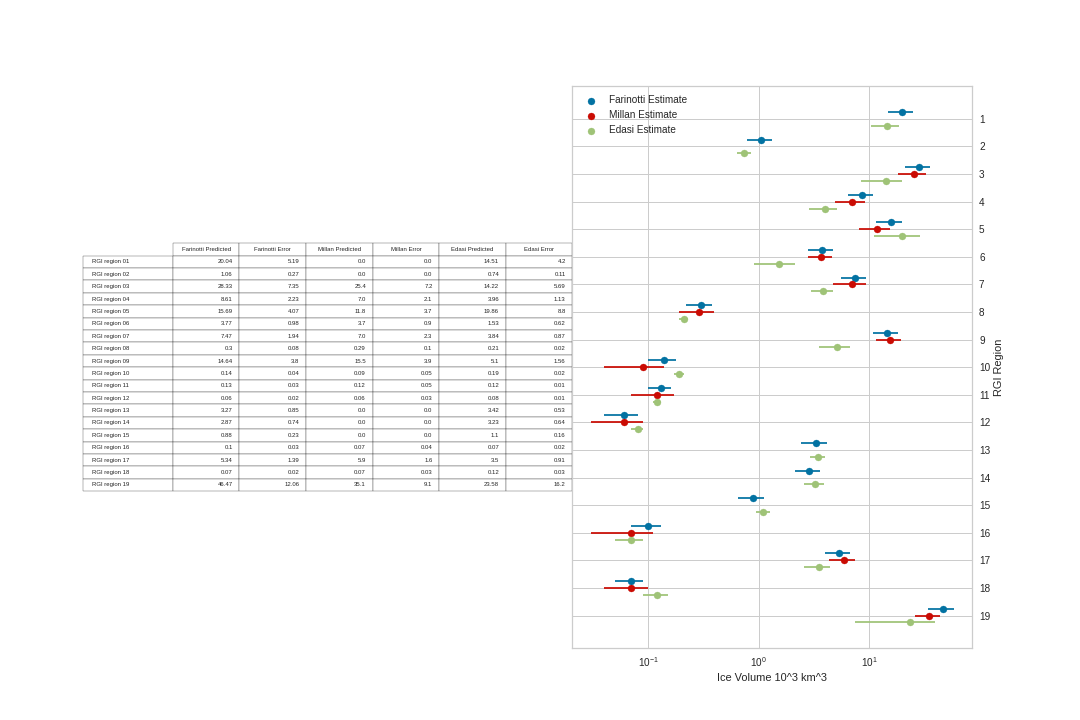 Farinotti Predicted Farinotti Error Millan Predicted Millan Error Edasi Predicted Edasi Error
RGI region 01 20.04 5.19 0.0 0.0 14.51 4.2
RGI region 02 1.06 0.27 0.0 0.0 0.74 0.11
RGI region 03 28.33 7.35 25.4 7.2 14.22 5.69
RGI region 04 8.61 2.23 7.0 2.1 3.96 1.13
RGI region 05 15.69 4.07 11.8 3.7 19.86 8.8
RGI region 06 3.77 0.98 3.7 0.9 1.53 0.62
RGI region 07 7.47 1.94 7.0 2.3 3.84 0.87
RGI region 08 0.3 0.08 0.29 0.1 0.21 0.02
RGI region 09 14.64 3.8 15.5 3.9 5.1 1.56
RGI region 10 0.14 0.04 0.09 0.05 0.19 0.02
RGI region 11 0.13 0.03 0.12 0.05 0.12 0.01
RGI region 12 0.06 0.02 0.06 0.03 0.08 0.01
RGI region 13 3.27 0.85 0.0 0.0 3.42 0.53
RGI region 14 2.87 0.74 0.0 0.0 3.23 0.64
RGI region 15 0.88 0.23 0.0 0.0 1.1 0.16
RGI region 16 0.1 0.03 0.07 0.04 0.07 0.02
RGI region 17 5.34 1.39 5.9 1.6 3.5 0.91
RGI region 18 0.07 0.02 0.07 0.03 0.12 0.03
RGI region 19 46.47 12.06 35.1 9.1 23.58 16.2
Farinotti Estimate
Millan Estimate
Edasi Estimate
1
2
3
4
5
6
7
8
9
10
11
12
13
14
15
16
17
18
19
RGI Region
10⁻¹ 10⁰ 10¹
Ice Volume 10^3 km^3